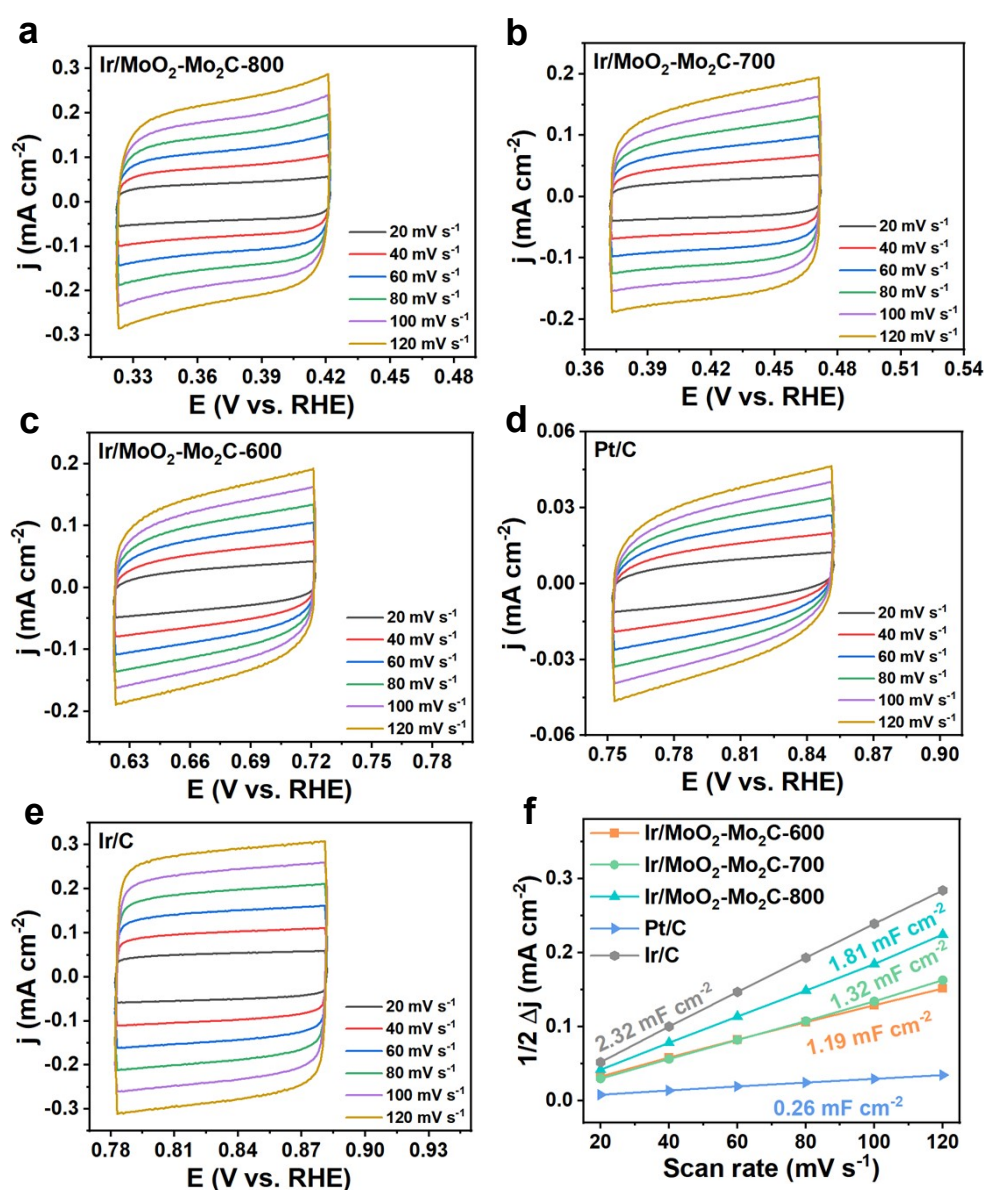 a
Ir/MoO₂-Mo₂C-800
j (mA cm⁻²)
0.3
0.2
0.1
0.0
-0.1
-0.2
-0.3
20 mV s⁻¹
40 mV s⁻¹
60 mV s⁻¹
80 mV s⁻¹
100 mV s⁻¹
120 mV s⁻¹
0.33 0.36 0.39 0.42 0.45 0.48
E (V vs. RHE)
b
Ir/MoO₂-Mo₂C-700
j (mA cm⁻²)
0.2
0.1
0.0
-0.1
-0.2
20 mV s⁻¹
40 mV s⁻¹
60 mV s⁻¹
80 mV s⁻¹
100 mV s⁻¹
120 mV s⁻¹
0.36 0.39 0.42 0.45 0.48 0.51 0.54
E (V vs. RHE)
c
Ir/MoO₂-Mo₂C-600
j (mA cm⁻²)
0.2
0.1
0.0
-0.1
-0.2
20 mV s⁻¹
40 mV s⁻¹
60 mV s⁻¹
80 mV s⁻¹
100 mV s⁻¹
120 mV s⁻¹
0.63 0.66 0.69 0.72 0.75 0.78
E (V vs. RHE)
d
Pt/C
j (mA cm⁻²)
0.06
0.03
0.00
-0.03
-0.06
20 mV s⁻¹
40 mV s⁻¹
60 mV s⁻¹
80 mV s⁻¹
100 mV s⁻¹
120 mV s⁻¹
0.75 0.78 0.81 0.84 0.87 0.90
E (V vs. RHE)
e
Ir/C
j (mA cm⁻²)
0.3
0.2
0.1
0.0
-0.1
-0.2
-0.3
20 mV s⁻¹
40 mV s⁻¹
60 mV s⁻¹
80 mV s⁻¹
100 mV s⁻¹
120 mV s⁻¹
0.78 0.81 0.84 0.87 0.90 0.93
E (V vs. RHE)
f
Ir/MoO₂-Mo₂C-600
Ir/MoO₂-Mo₂C-700
Ir/MoO₂-Mo₂C-800
Pt/C
Ir/C
1/2 Δj (mA cm⁻²)
0.3
0.2
0.1
0.0
2.32 mF cm⁻²
1.81 mF cm⁻²
1.32 mF cm⁻²
1.19 mF cm⁻²
0.26 mF cm⁻²
20 40 60 80 100 120
Scan rate (mV s⁻¹)